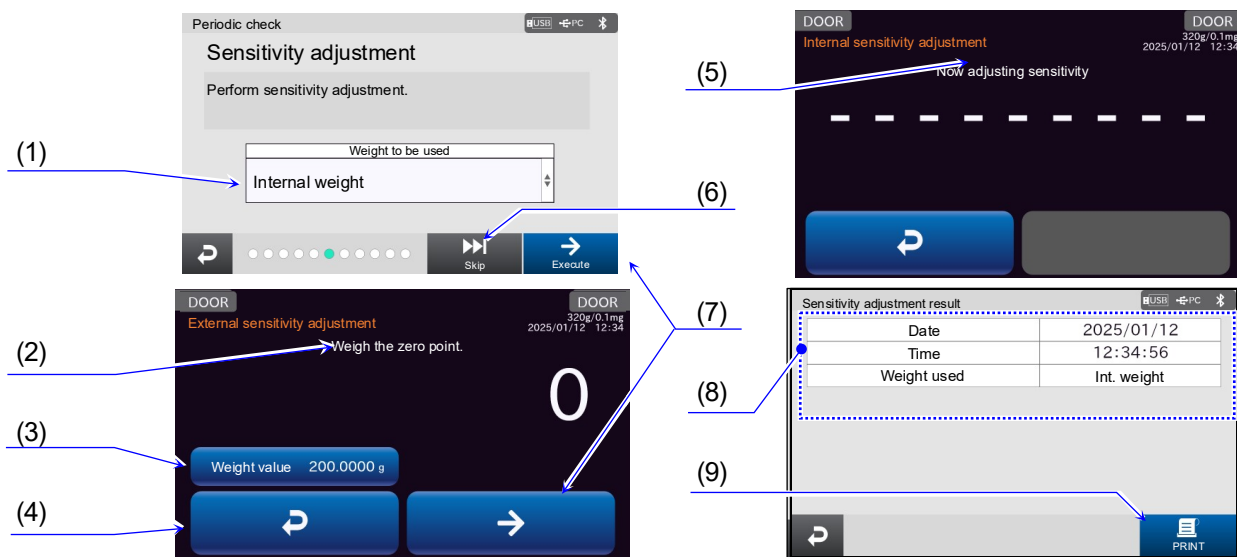 Periodic check
USB PC
Sensitivity adjustment
Perform sensitivity adjustment.
Weight to be used
Internal weight
Skip
Execute
(1)
(6)
DOOR
DOOR
Internal sensitivity adjustment
320g/0.1mg
2025/01/12 12:34
Now adjusting sensitivity
(5)
DOOR
DOOR
External sensitivity adjustment
320g/0.1mg
2025/01/12 12:34
Weigh the zero point.
0
Weight value 200.0000 g
(2)
(3)
(4)
(7)
Sensitivity adjustment result
USB PC
Date 2025/01/12
Time 12:34:56
Weight used Int. weight
PRINT
(8)
(9)